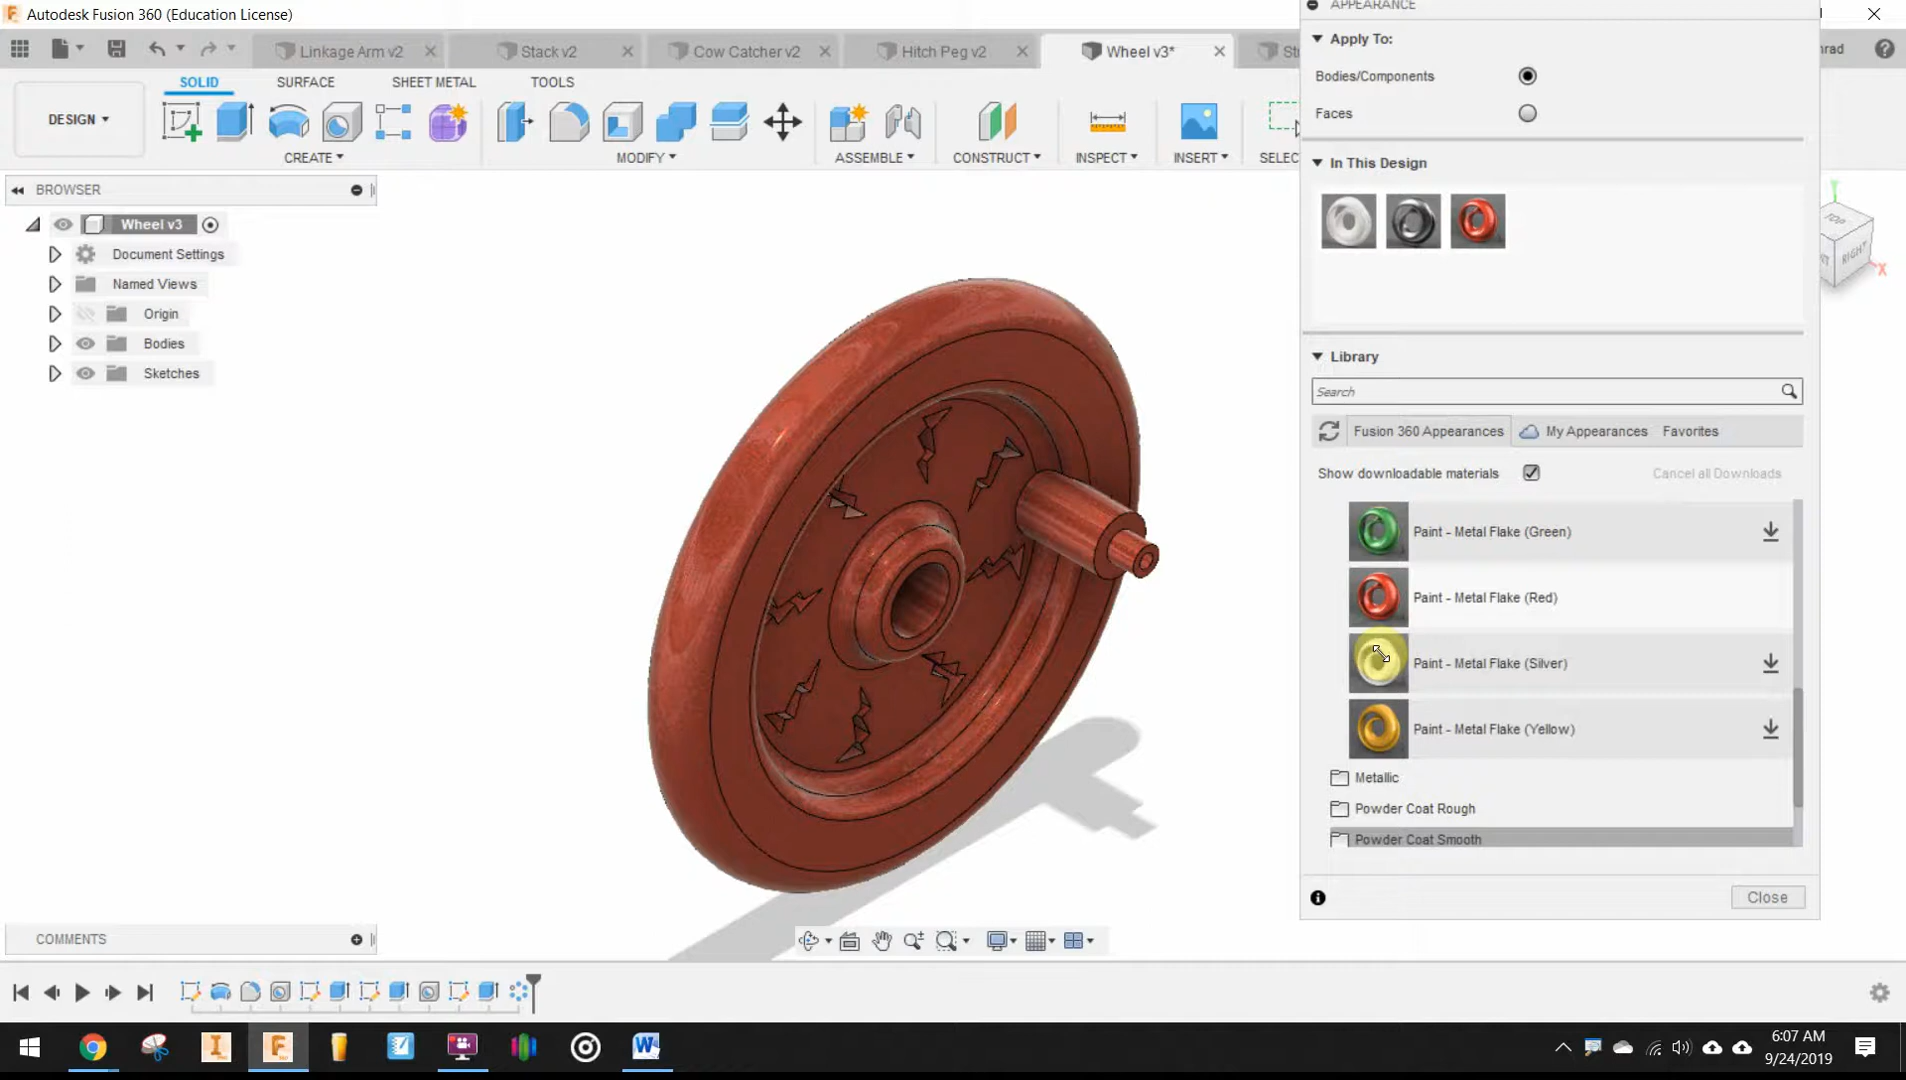 Autodesk Fusion 360 (Education License)
APPEARANCE
Linkage Arm v2
Stack v2
Cow Catcher v2
Hitch Peg v2
Wheel v3*
Apply To:
SOLID
SURFACE
SHEET METAL
TOOLS
Bodies/Components
Faces
DESIGN
CREATE
MODIFY
ASSEMBLE
CONSTRUCT
INSPECT
INSERT
In This Design
BROWSER
Wheel v3
Document Settings
Named Views
Origin
Bodies
Sketches
TOP
RIGHT
X
Library
Search
Fusion 360 Appearances
My Appearances
Favorites
Show downloadable materials
Cancel all Downloads
Paint - Metal Flake (Green)
Paint - Metal Flake (Red)
Paint - Metal Flake (Silver)
Paint - Metal Flake (Yellow)
Metallic
Powder Coat Rough
Powder Coat Smooth
Close
COMMENTS
6:07 AM
9/24/2019